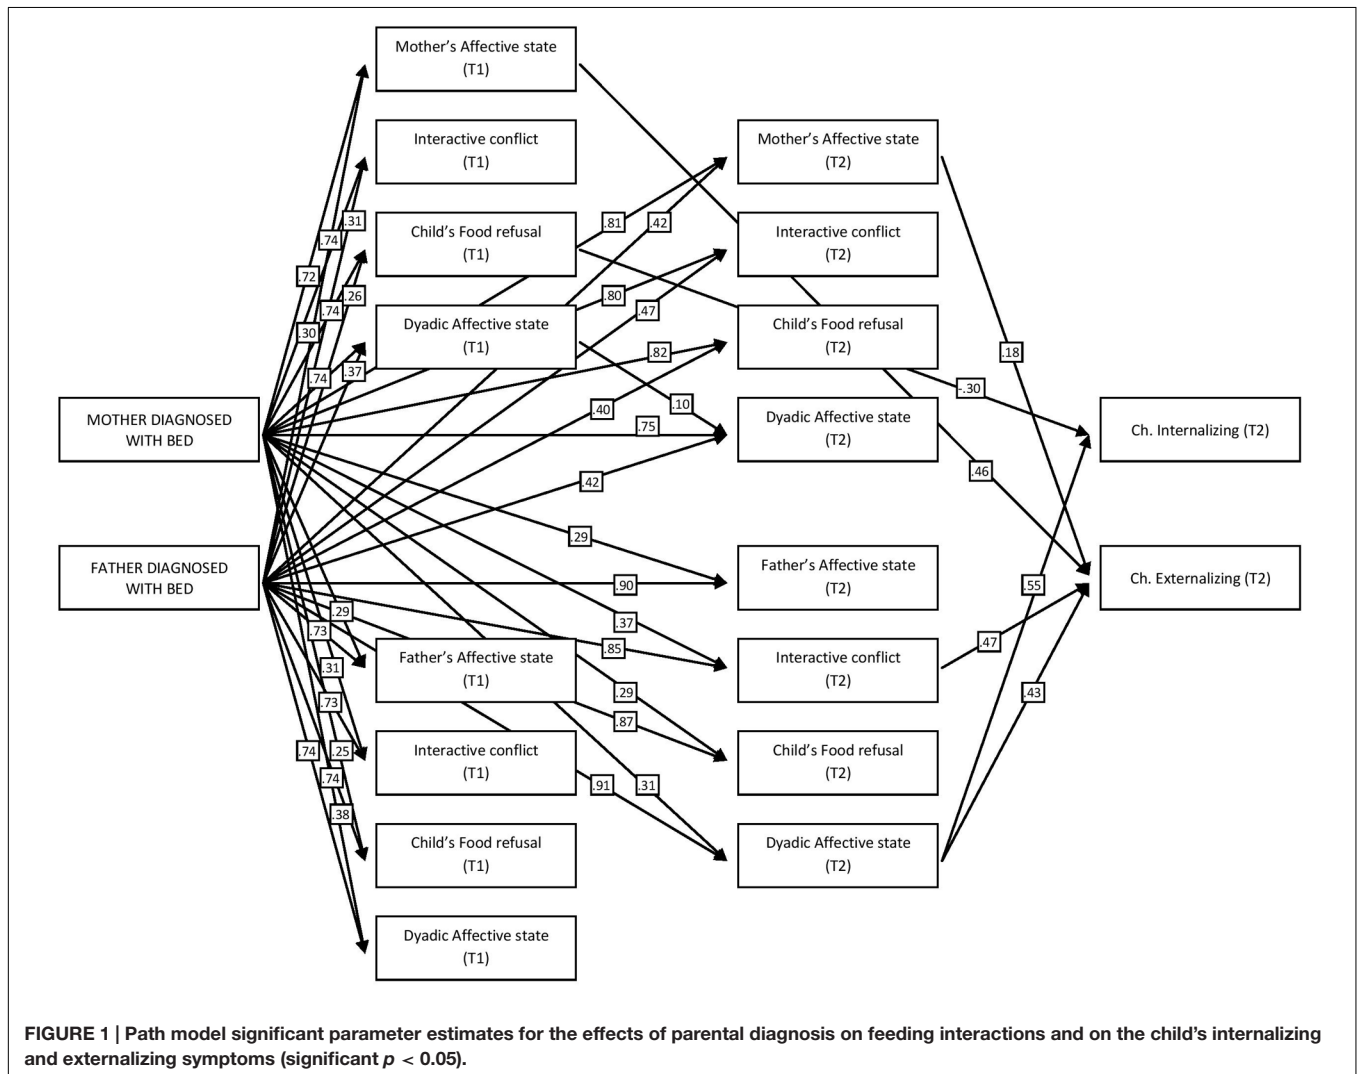 Mother's Affective state
(T1)
Interactive conflict
(T1)
Child's Food refusal
(T1)
Dyadic Affective state
(T1)
Mother's Affective state
(T2)
Interactive conflict
(T2)
Child's Food refusal
(T2)
Dyadic Affective state
(T2)
MOTHER DIAGNOSED
WITH BED
FATHER DIAGNOSED
WITH BED
Ch. Internalizing (T2)
Ch. Externalizing (T2)
Father's Affective state
(T2)
Interactive conflict
(T2)
Child's Food refusal
(T2)
Dyadic Affective state
(T2)
Father's Affective state
(T1)
Interactive conflict
(T1)
Child's Food refusal
(T1)
Dyadic Affective state
(T1)
.31
.74
.72
.26
.74
.30
.37
.74
.81
.42
.80
.47
.82
.40
.10
.75
.42
.29
.90
.37
.85
.29
.87
.91
.31
.29
.73
.31
.73
.74
.25
.74
.38
.18
-.30
.46
.55
.47
.43
FIGURE 1 | Path model significant parameter estimates for the effects of parental diagnosis on feeding interactions and on the child's internalizing
and externalizing symptoms (significant p < 0.05).